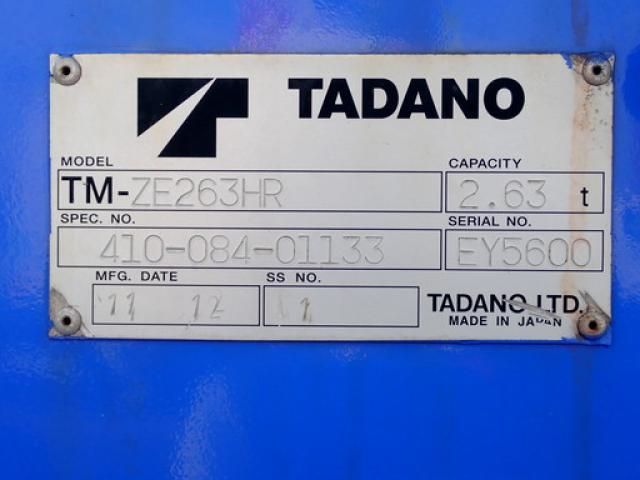 TADANO
MODEL CAPACITY
TM-ZE263HR 2.63 t
SPEC. NO. SERIAL NO.
410-084-01133 EY5600
MFG. DATE SS NO.
'11 12 1 TADANO LTD.
MADE IN JAPAN